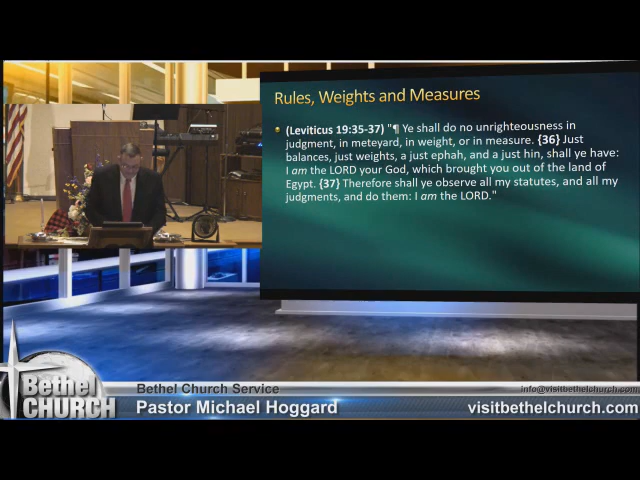 Rules, Weights and Measures
(Leviticus 19:35-37) "¶ Ye shall do no unrighteousness in
judgment, in meteyard, in weight, or in measure. {36} Just
balances, just weights, a just ephah, and a just hin, shall ye have:
I am the LORD your God, which brought you out of the land of
Egypt. {37} Therefore shall ye observe all my statutes, and all my
judgments, and do them: I am the LORD."
Bethel
CHURCH
Bethel Church Service
info@visitbethelchurch.com
Pastor Michael Hoggard
visitbethelchurch.com